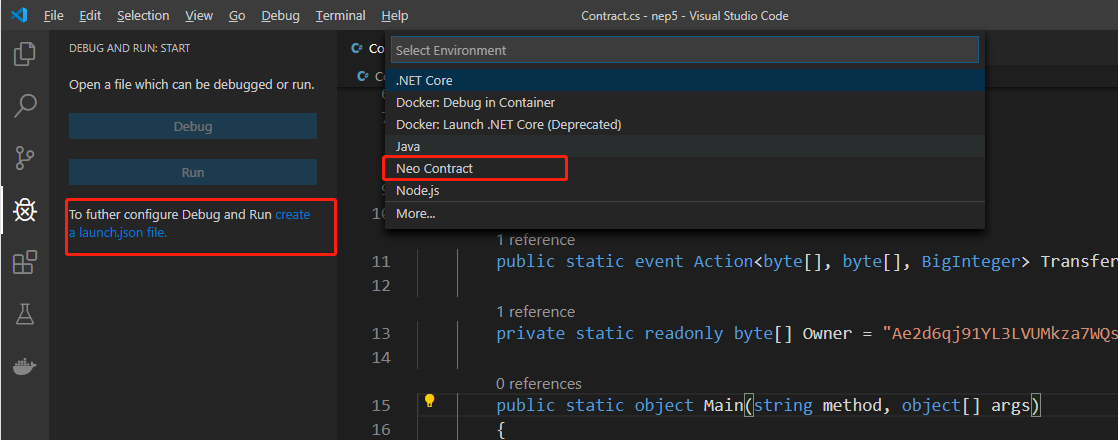 File Edit Selection View Go Debug Terminal Help Contract.cs - nep5 - Visual Studio Code
DEBUG AND RUN: START
Open a file which can be debugged or run.
Debug
Run
To futher configure Debug and Run create
a launch.json file.
C# Co
C# Co
Select Environment
.NET Core
Docker: Debug in Container
Docker: Launch .NET Core (Deprecated)
Java
Neo Contract
Node.js
More...
6
7
9
10
1 reference
11 public static event Action<byte[], byte[], BigInteger> Transfer
12
1 reference
13 private static readonly byte[] Owner = "Ae2d6qj91YL3LVUMkza7WQs
14
0 references
15 public static object Main(string method, object[] args)
16 {